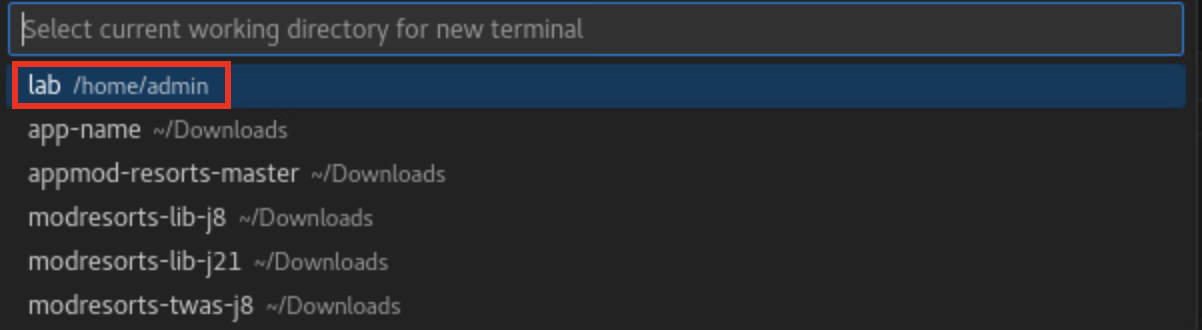 Select current working directory for new terminal
lab /home/admin
app-name ~/Downloads
appmod-resorts-master ~/Downloads
modresorts-lib-j8 ~/Downloads
modresorts-lib-j21 ~/Downloads
modresorts-twas-j8 ~/Downloads